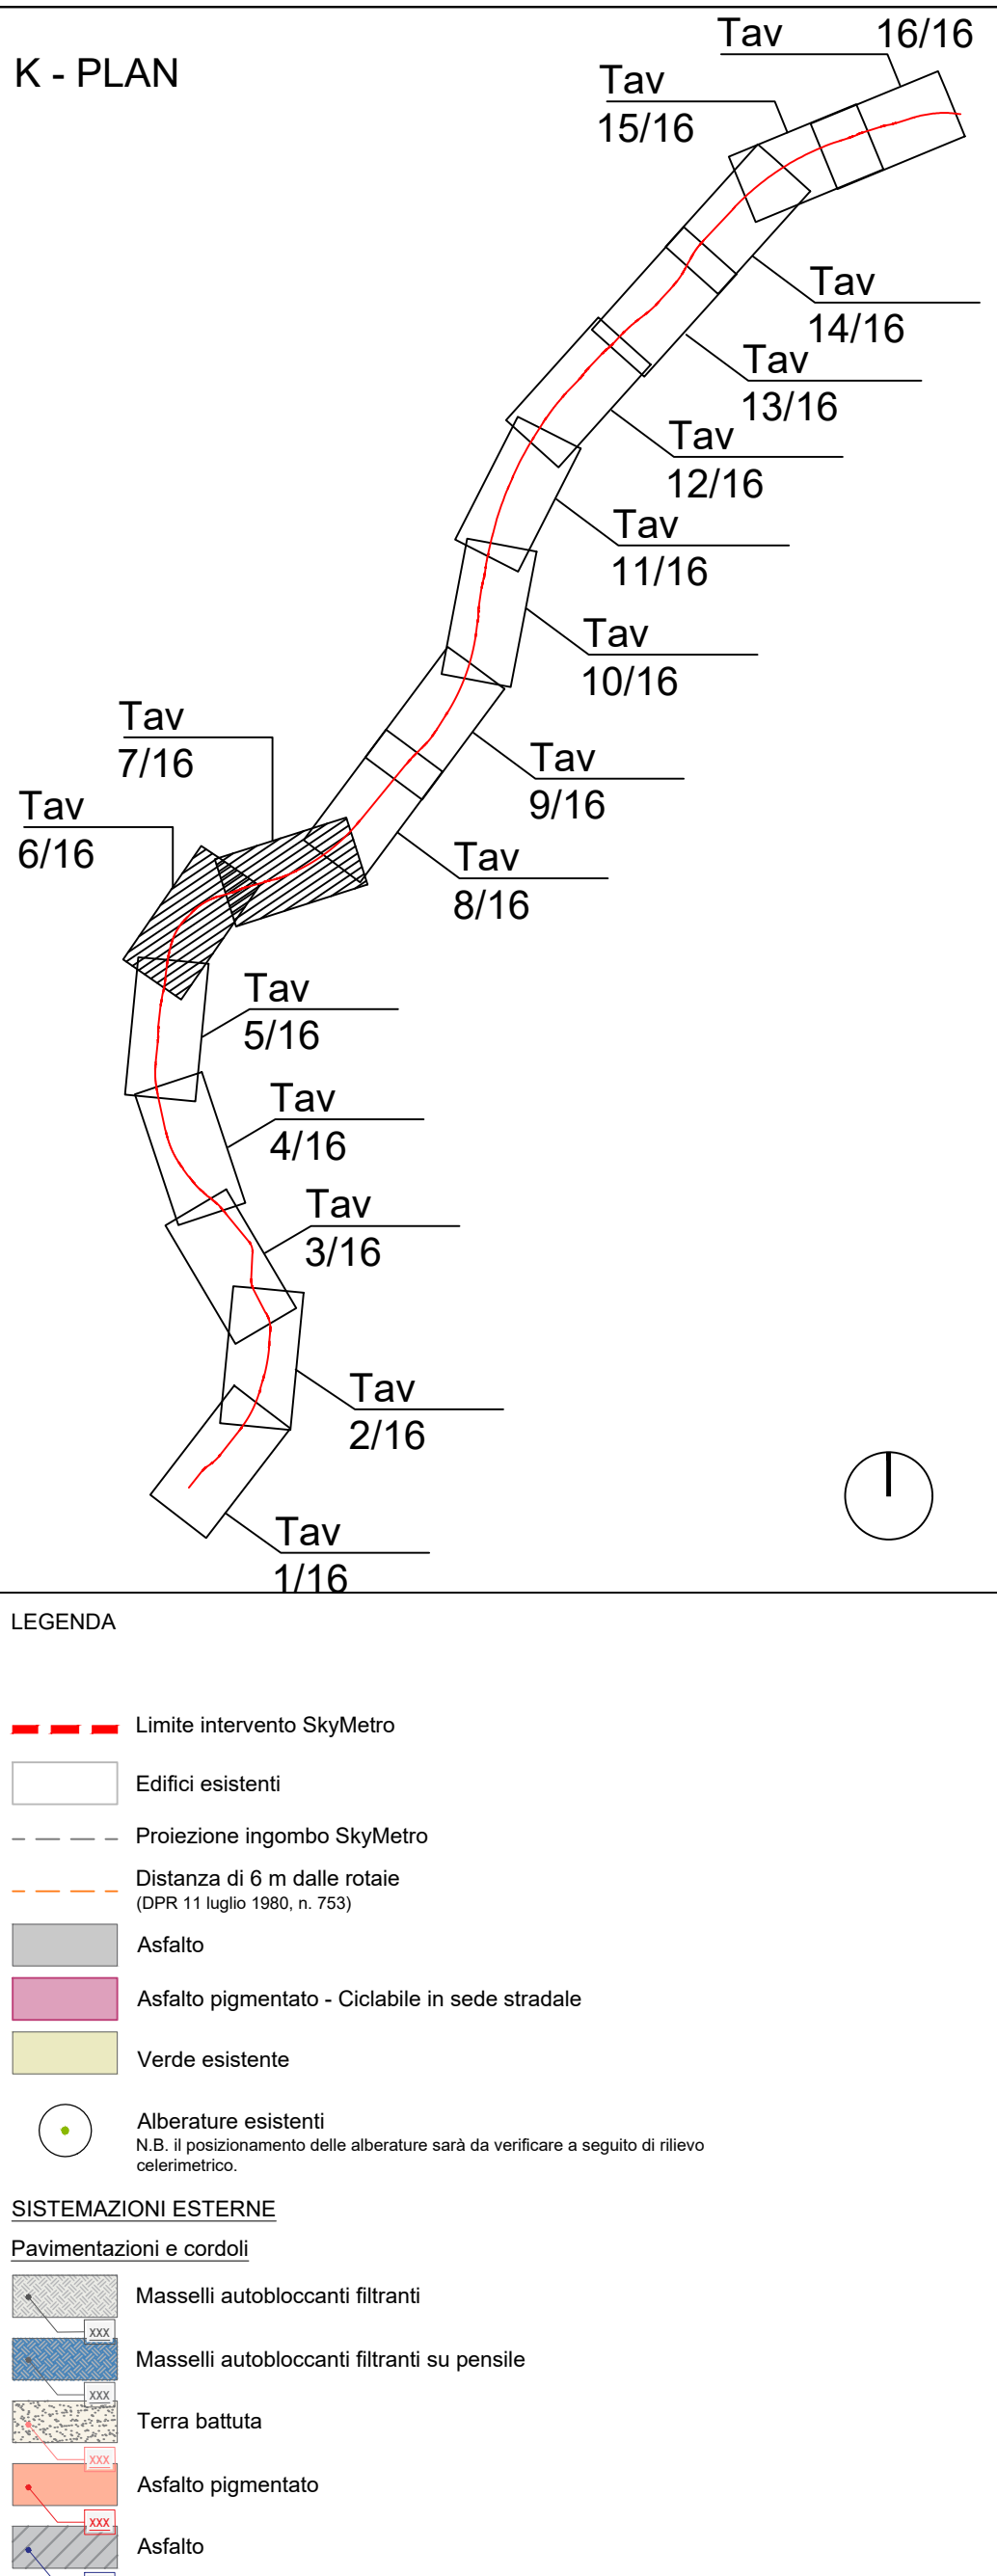 K - PLAN
Tav
16/16
Tav
15/16
Tav
14/16
Tav
13/16
Tav
12/16
Tav
11/16
Tav
10/16
Tav
9/16
Tav
8/16
Tav
7/16
Tav
6/16
Tav
5/16
Tav
4/16
Tav
3/16
Tav
2/16
Tav
1/16
LEGENDA
Limite intervento SkyMetro
Edifici esistenti
Proiezione ingombo SkyMetro
Distanza di 6 m dalle rotaie
(DPR 11 luglio 1980, n. 753)
Asfalto
Asfalto pigmentato - Ciclabile in sede stradale
Verde esistente
Alberature esistenti
N.B. il posizionamento delle alberature sarà da verificare a seguito di rilievo
celerimetrico.
SISTEMAZIONI ESTERNE
Pavimentazioni e cordoli
Masselli autobloccanti filtranti
xxx
Masselli autobloccanti filtranti su pensile
xxx
Terra battuta
xxx
Asfalto pigmentato
xxx
Asfalto